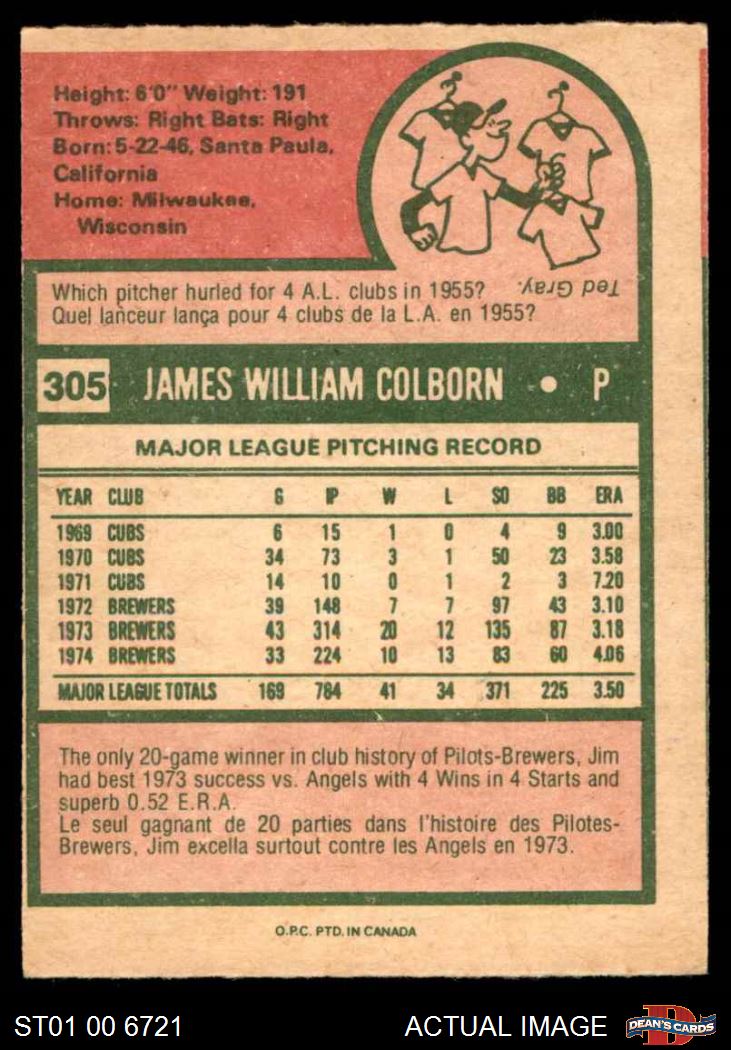 Height: 6'0" Weight: 191
Throws: Right Bats: Right
Born: 5-22-46, Santa Paula,
California
Home: Milwaukee,
Wisconsin
Which pitcher hurled for 4 A.L. clubs in 1955? Ted Gray.
Quel lanceur lança pour 4 clubs de la L.A. en 1955?
305 JAMES WILLIAM COLBORN • P
MAJOR LEAGUE PITCHING RECORD
YEAR CLUB G IP W L SO BB ERA
1969 CUBS 6 15 1 0 4 9 3.00
1970 CUBS 34 73 3 1 50 23 3.58
1971 CUBS 14 10 0 1 2 3 7.20
1972 BREWERS 39 148 7 7 97 43 3.10
1973 BREWERS 43 314 20 12 135 87 3.18
1974 BREWERS 33 224 10 13 83 60 4.06
MAJOR LEAGUE TOTALS 169 784 41 34 371 225 3.50
The only 20-game winner in club history of Pilots-Brewers, Jim
had best 1973 success vs. Angels with 4 Wins in 4 Starts and
superb 0.52 E.R.A.
Le seul gagnant de 20 parties dans l'histoire des Pilotes-
Brewers, Jim excella surtout contre les Angels en 1973.
O.P.C. PTD. IN CANADA
ST01 00 6721 ACTUAL IMAGE D DEAN'S CARDS